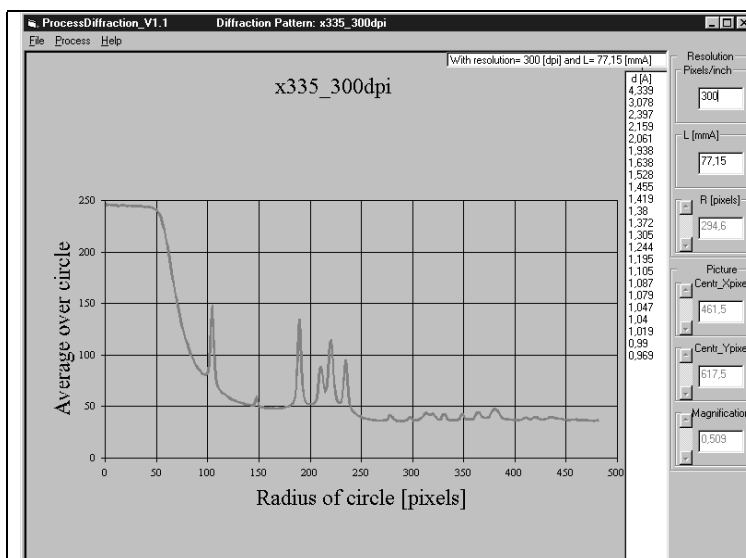 ProcessDiffraction_V1.1 Diffraction Pattern: x335_300dpi
File Process Help
With resolution= 300 [dpi] and L= 77,15 [mmA]
x335_300dpi
250
250
150
100
50
0
Average over circle
0 50 100 150 200 250 300 350 400 450 500
Radius of circle [pixels]
d [A]
4,339
3,078
2,397
2,159
2,061
1,938
1,638
1,528
1,455
1,419
1,38
1,372
1,305
1,244
1,195
1,105
1,087
1,079
1,047
1,04
1,019
0,99
0,969
Resolution
Pixels/inch
300
L [mmA]
77,15
R [pixels]
294,6
Picture
Centr_Xpixe
461,5
Centr_Ypixe
617,5
Magnification
0,509